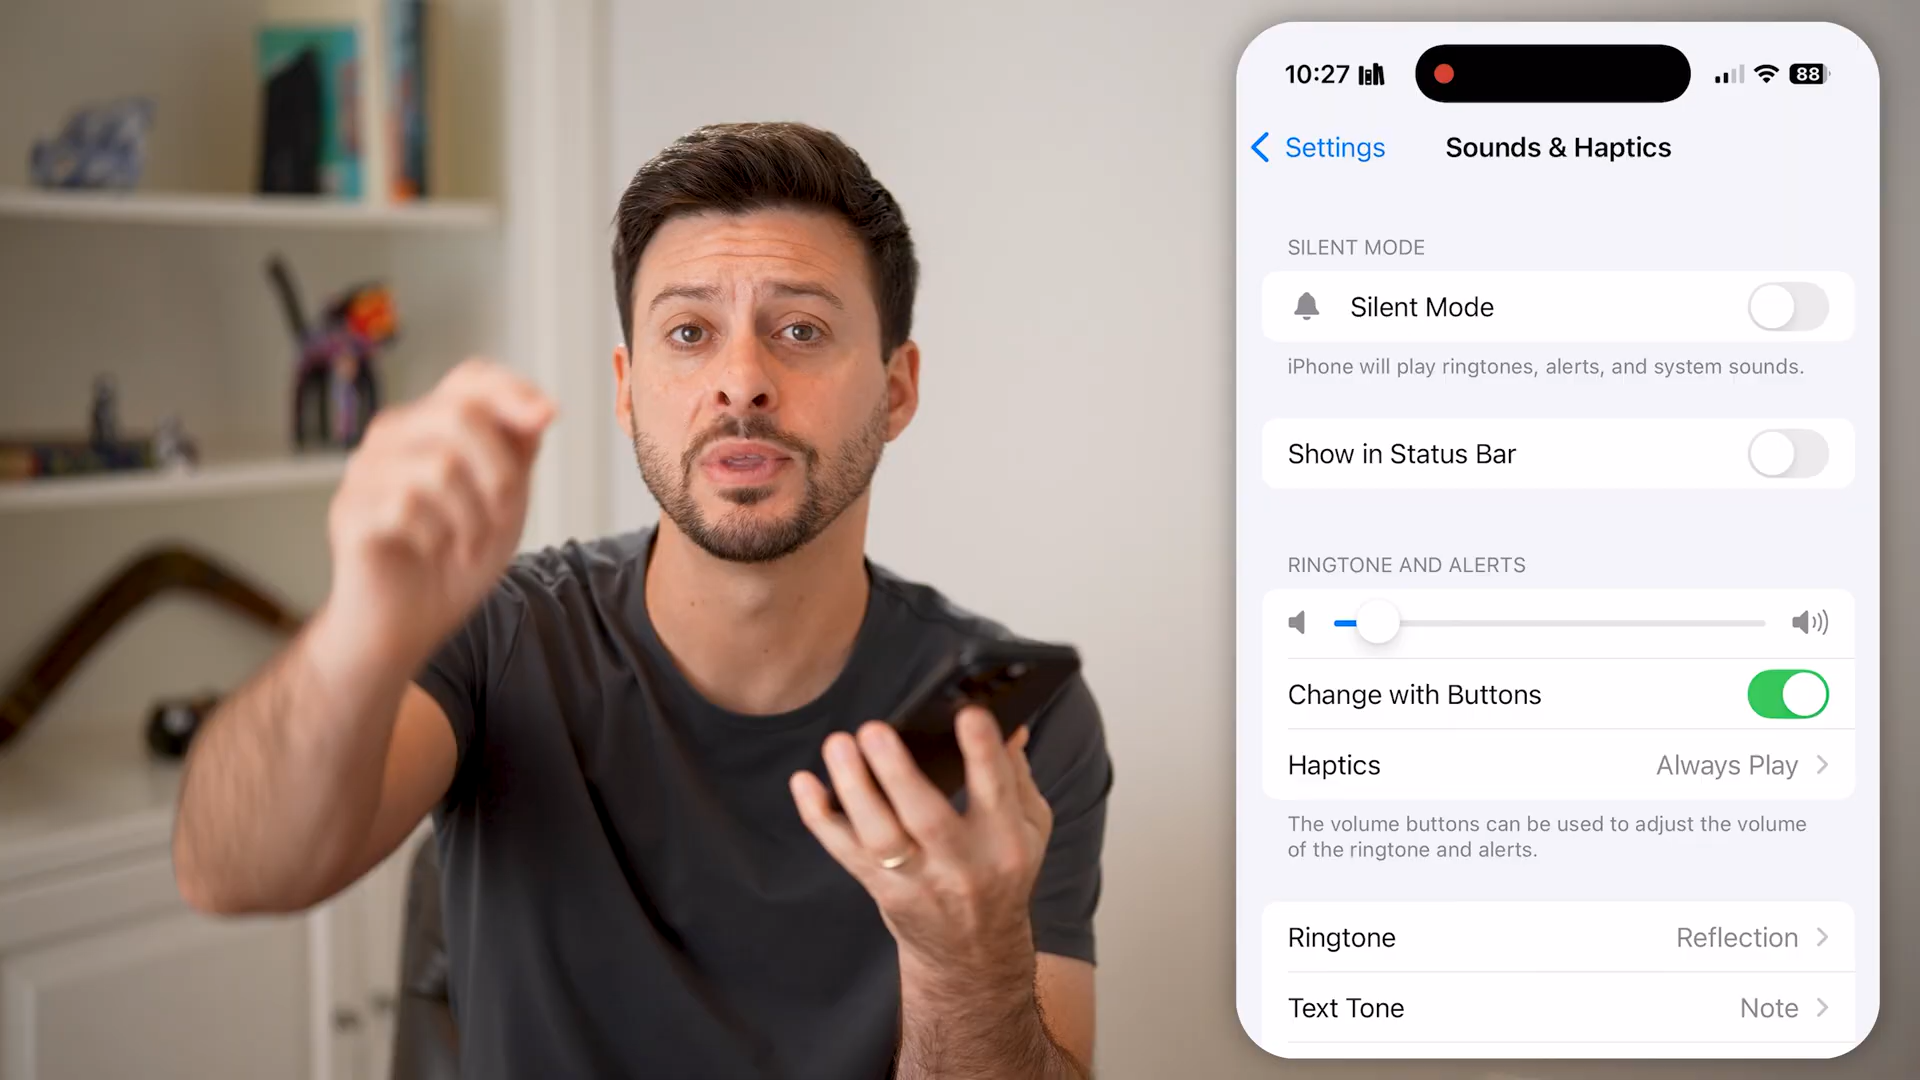 10:27
88
Settings
Sounds & Haptics
SILENT MODE
Silent Mode
iPhone will play ringtones, alerts, and system sounds.
Show in Status Bar
RINGTONE AND ALERTS
Change with Buttons
Haptics
Always Play
The volume buttons can be used to adjust the volume
of the ringtone and alerts.
Ringtone
Reflection
Text Tone
Note